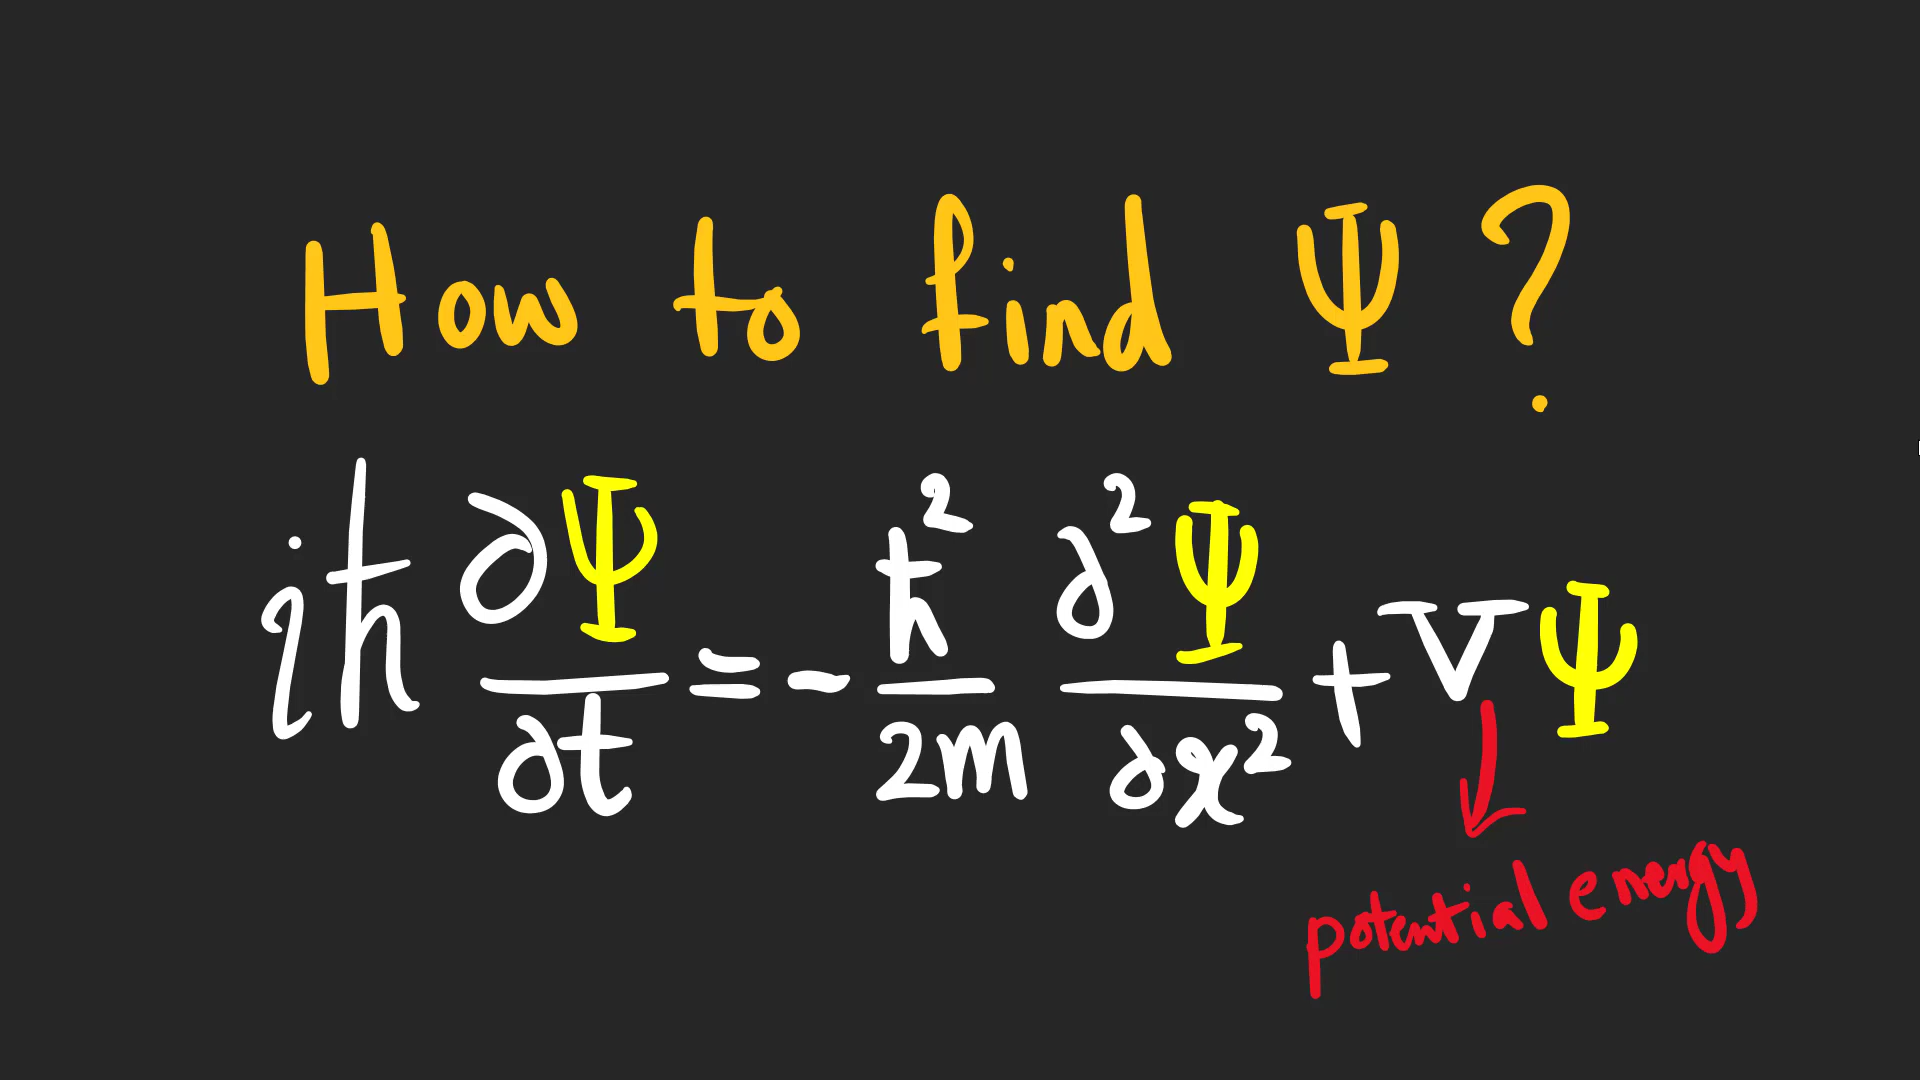 How to find Ψ?
iħ ∂Ψ/∂t = - ħ²/2m ∂²Ψ/∂x² + VΨ
potential energy